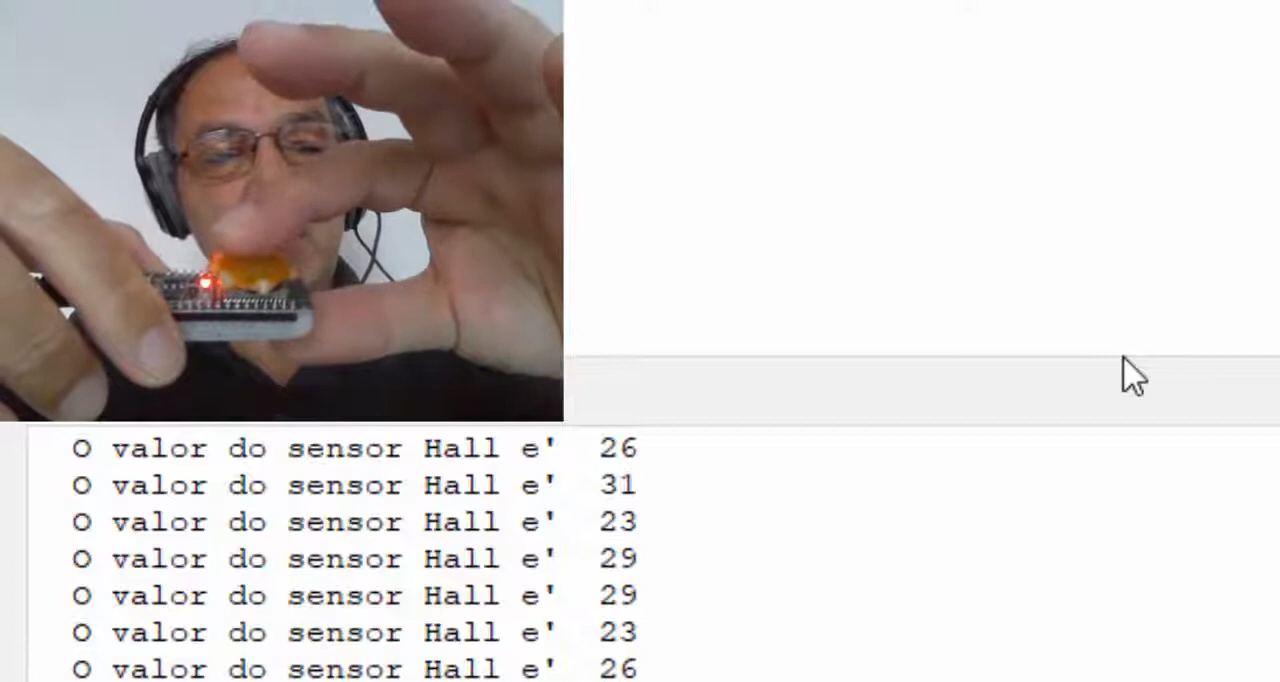 O valor do sensor Hall e' 26
O valor do sensor Hall e' 31
O valor do sensor Hall e' 23
O valor do sensor Hall e' 29
O valor do sensor Hall e' 29
O valor do sensor Hall e' 23
O valor do sensor Hall e' 26